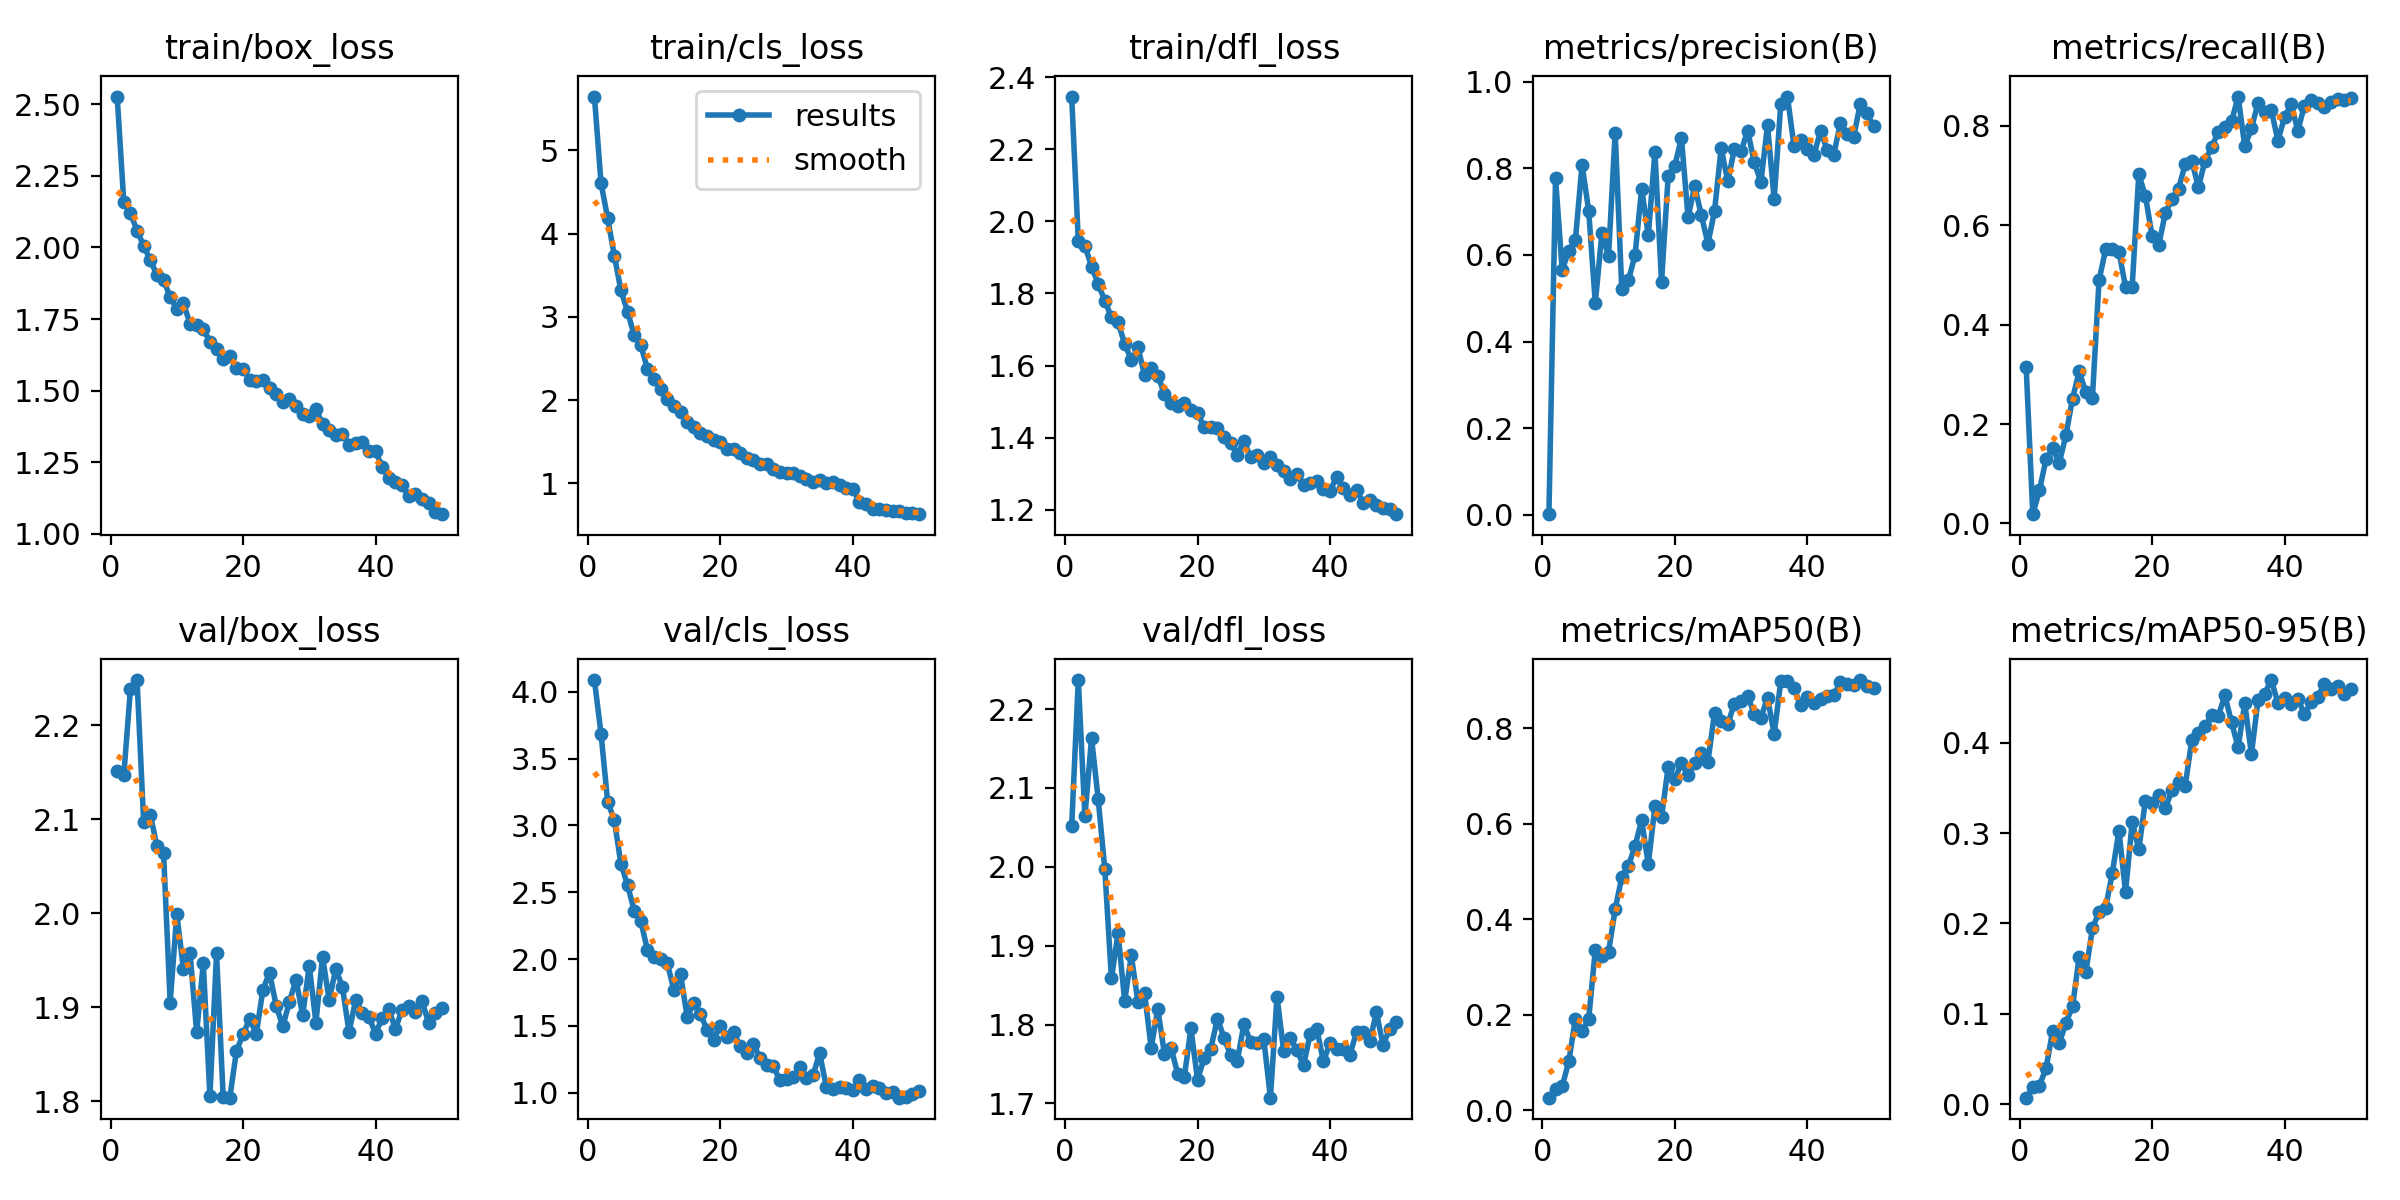 train/box_loss
2.50
2.25
2.00
1.75
1.50
1.25
1.00
0 20 40
train/cls_loss
results
smooth
5
4
3
2
1
0 20 40
train/dfl_loss
2.4
2.2
2.0
1.8
1.6
1.4
1.2
0 20 40
metrics/precision(B)
1.0
0.8
0.6
0.4
0.2
0.0
0 20 40
metrics/recall(B)
0.8
0.6
0.4
0.2
0.0
0 20 40
val/box_loss
2.2
2.1
2.0
1.9
1.8
0 20 40
val/cls_loss
4.0
3.5
3.0
2.5
2.0
1.5
1.0
0 20 40
val/dfl_loss
2.2
2.1
2.0
1.9
1.8
1.7
0 20 40
metrics/mAP50(B)
0.8
0.6
0.4
0.2
0.0
0 20 40
metrics/mAP50-95(B)
0.4
0.3
0.2
0.1
0.0
0 20 40